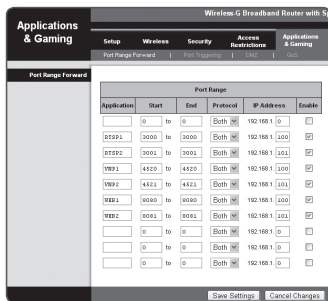 Wireless-G Broadband Router with Sp
Applications
& Gaming
Setup Wireless Security Access Restrictions Applications & Gaming
Port Range Forward | Port Triggering | DMZ | QoS
Port Range Forward
Port Range
Application Start End Protocol IP Address Enable
0 to 0 Both 192.168.1. 0
RTSP1 3000 to 3000 Both 192.168.1. 100
RTSP2 3001 to 3001 Both 192.168.1. 101
VNP1 4520 to 4520 Both 192.168.1. 100
VNP2 4521 to 4521 Both 192.168.1. 101
WEB1 8080 to 8080 Both 192.168.1. 100
WEB2 8081 to 8081 Both 192.168.1. 101
0 to 0 Both 192.168.1. 0
0 to 0 Both 192.168.1. 0
0 to 0 Both 192.168.1. 0
Save Settings Cancel Changes